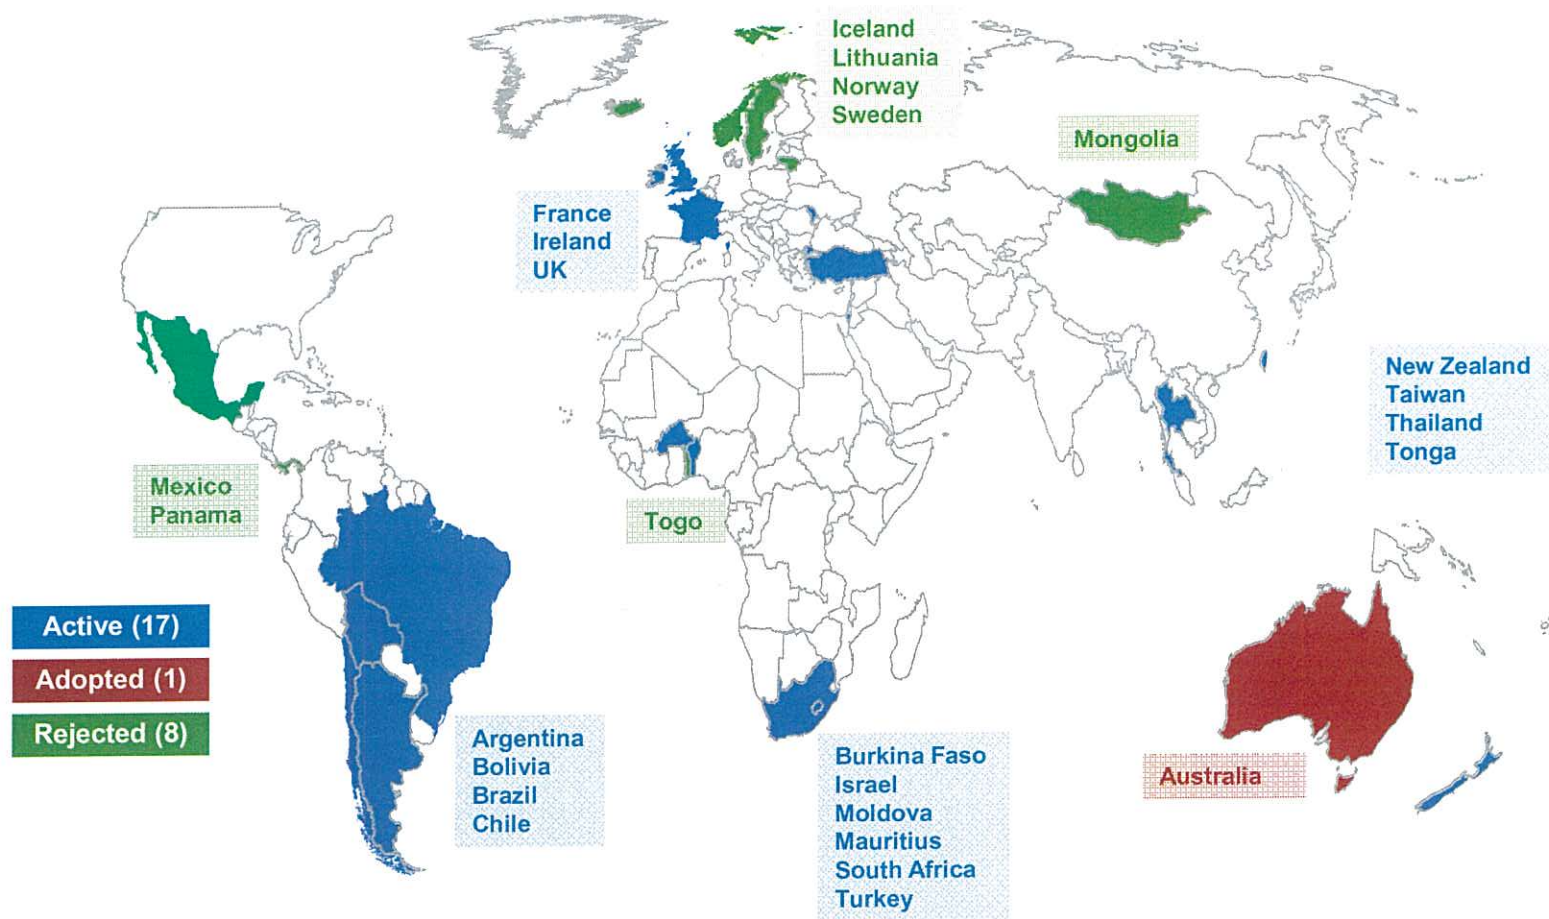 Iceland
Lithuania
Norway
Sweden
Mongolia
France
Ireland
UK
New Zealand
Taiwan
Thailand
Tonga
Mexico
Panama
Togo
Active (17)
Adopted (1)
Rejected (8)
Argentina
Bolivia
Brazil
Chile
Burkina Faso
Israel
Moldova
Mauritius
South Africa
Turkey
Australia